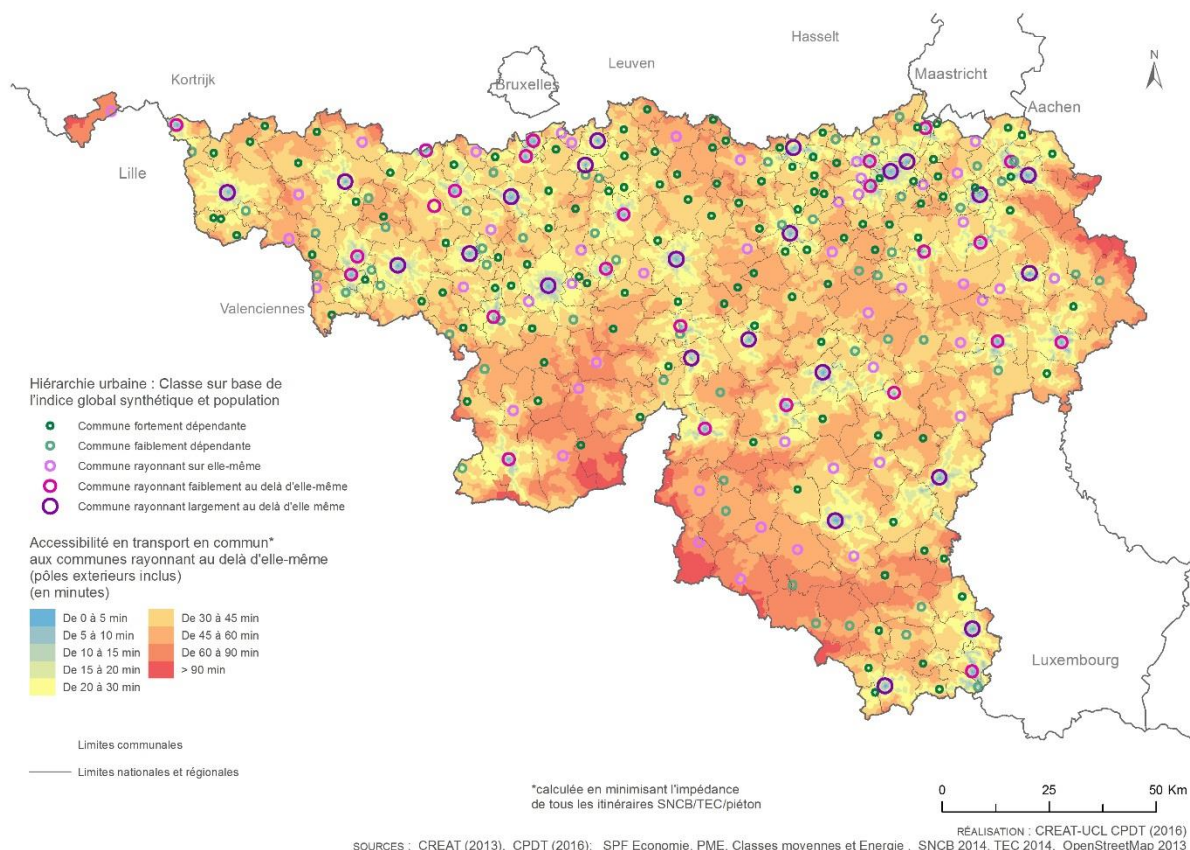 Hasselt
Leuven
Kortrijk
Bruxelles
Maastricht
N
Aachen
Lille
Valenciennes
Luxembourg
Hiérarchie urbaine : Classe sur base de
l'indice global synthétique et population
Commune fortement dépendante
Commune faiblement dépendante
Commune rayonnant sur elle-même
Commune rayonnant faiblement au delà d'elle-même
Commune rayonnant largement au delà d'elle même
Accessibilité en transport en commun*
aux communes rayonnant au delà d'elle-même
(pôles exterieurs inclus)
(en minutes)
De 0 à 5 min
De 5 à 10 min
De 10 à 15 min
De 15 à 20 min
De 20 à 30 min
De 30 à 45 min
De 45 à 60 min
De 60 à 90 min
> 90 min
Limites communales
Limites nationales et régionales
*calculée en minimisant l'impédance
de tous les itinéraires SNCB/TEC/piéton
0 25 50 Km
RÉALISATION : CREAT-UCL CPDT (2016)
SOURCES : CREAT (2013), CPDT (2016); SPF Economie, PME, Classes moyennes et Energie , SNCB 2014, TEC 2014, OpenStreetMap 2013